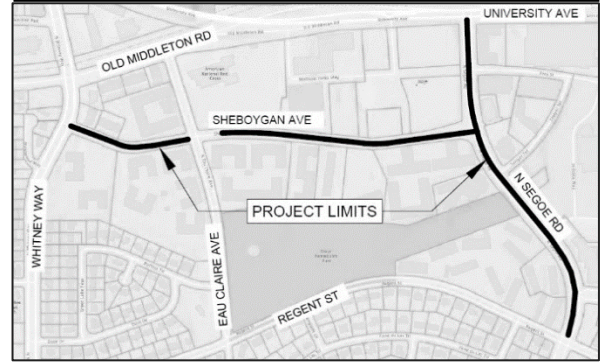 UNIVERSITY AVE
OLD MIDDLETON RD
SHEBOYGAN AVE
PROJECT LIMITS
N SEGOE RD
WHITNEY WAY
EAU CLAIRE AVE
REGENT ST